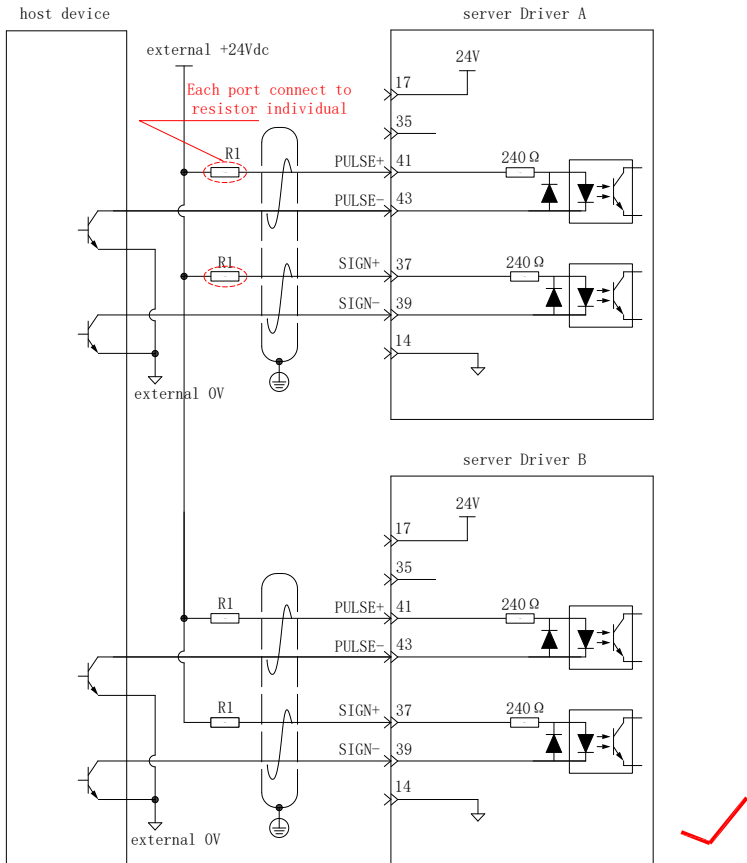 host device
server Driver A
external +24Vdc
24V
17
Each port connect to
resistor individual
35
R1
PULSE+
41
240Ω
PULSE-
43
R1
SIGN+
37
240Ω
SIGN-
39
14
external 0V
server Driver B
24V
17
35
R1
PULSE+
41
240Ω
PULSE-
43
R1
SIGN+
37
240Ω
SIGN-
39
14
external 0V